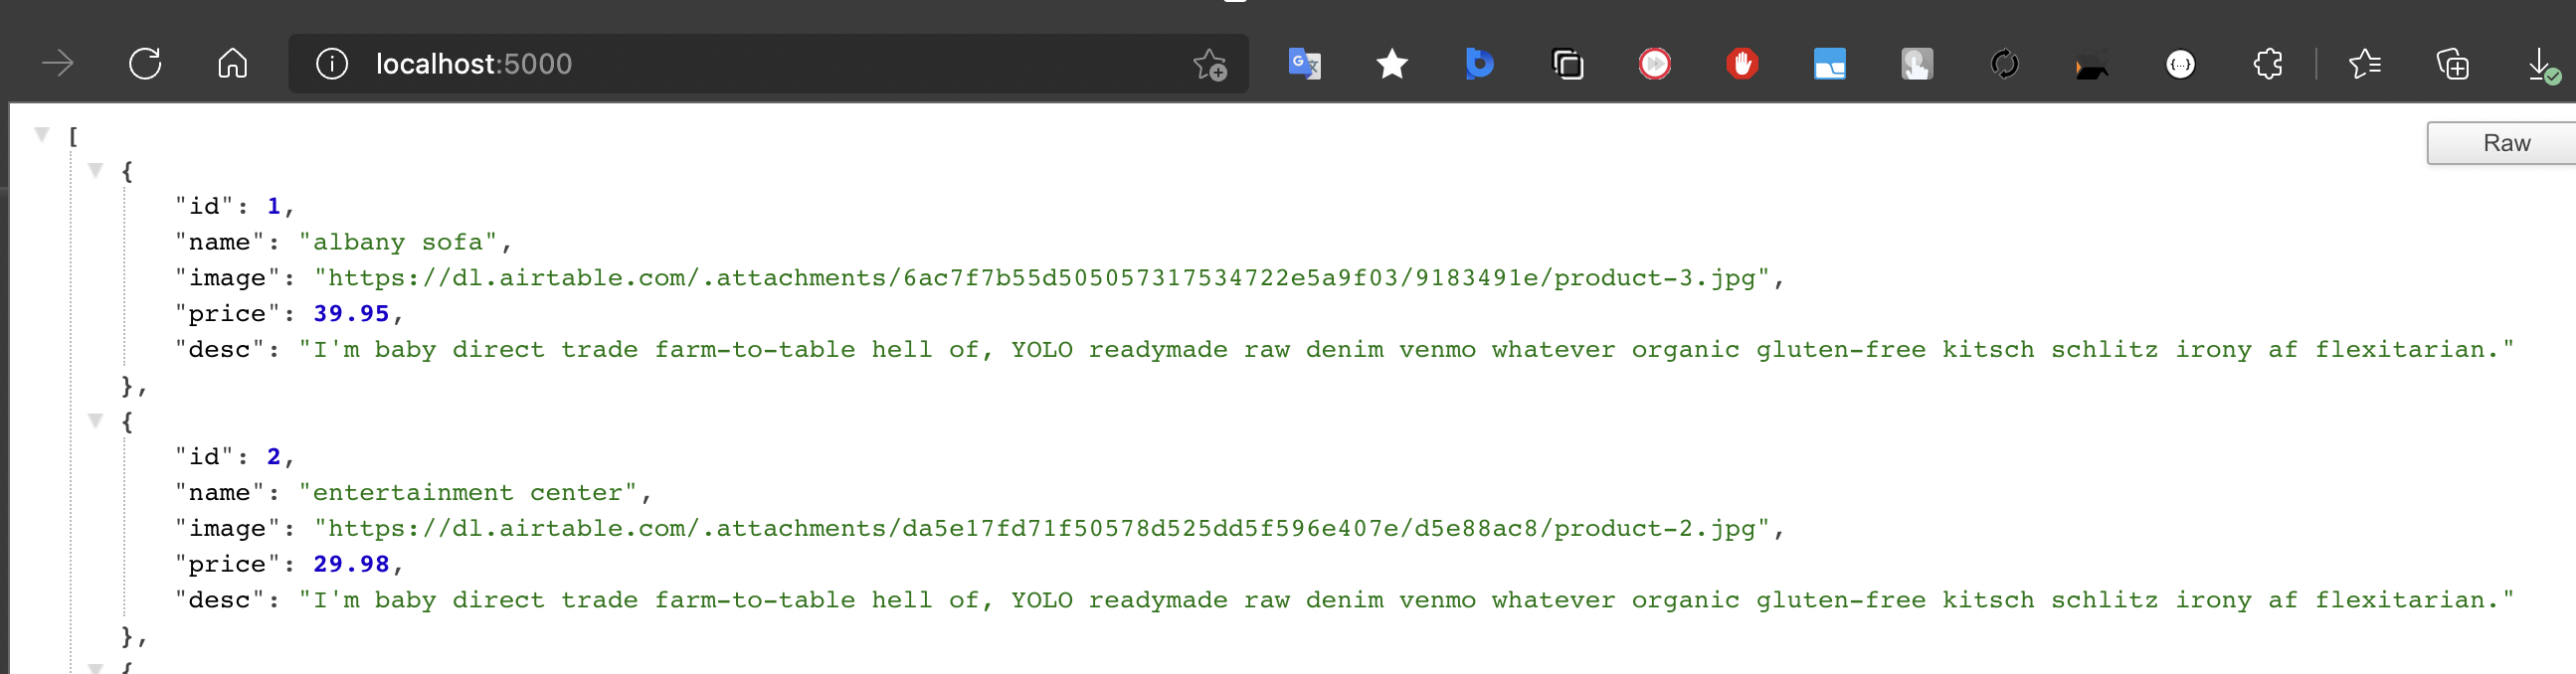 localhost:5000
Raw
[
{
"id": 1,
"name": "albany sofa",
"image": "https://dl.airtable.com/.attachments/6ac7f7b55d505057317534722e5a9f03/9183491e/product-3.jpg",
"price": 39.95,
"desc": "I'm baby direct trade farm-to-table hell of, YOLO readymade raw denim venmo whatever organic gluten-free kitsch schlitz irony af flexitarian."
},
{
"id": 2,
"name": "entertainment center",
"image": "https://dl.airtable.com/.attachments/da5e17fd71f50578d525dd5f596e407e/d5e88ac8/product-2.jpg",
"price": 29.98,
"desc": "I'm baby direct trade farm-to-table hell of, YOLO readymade raw denim venmo whatever organic gluten-free kitsch schlitz irony af flexitarian."
},
{